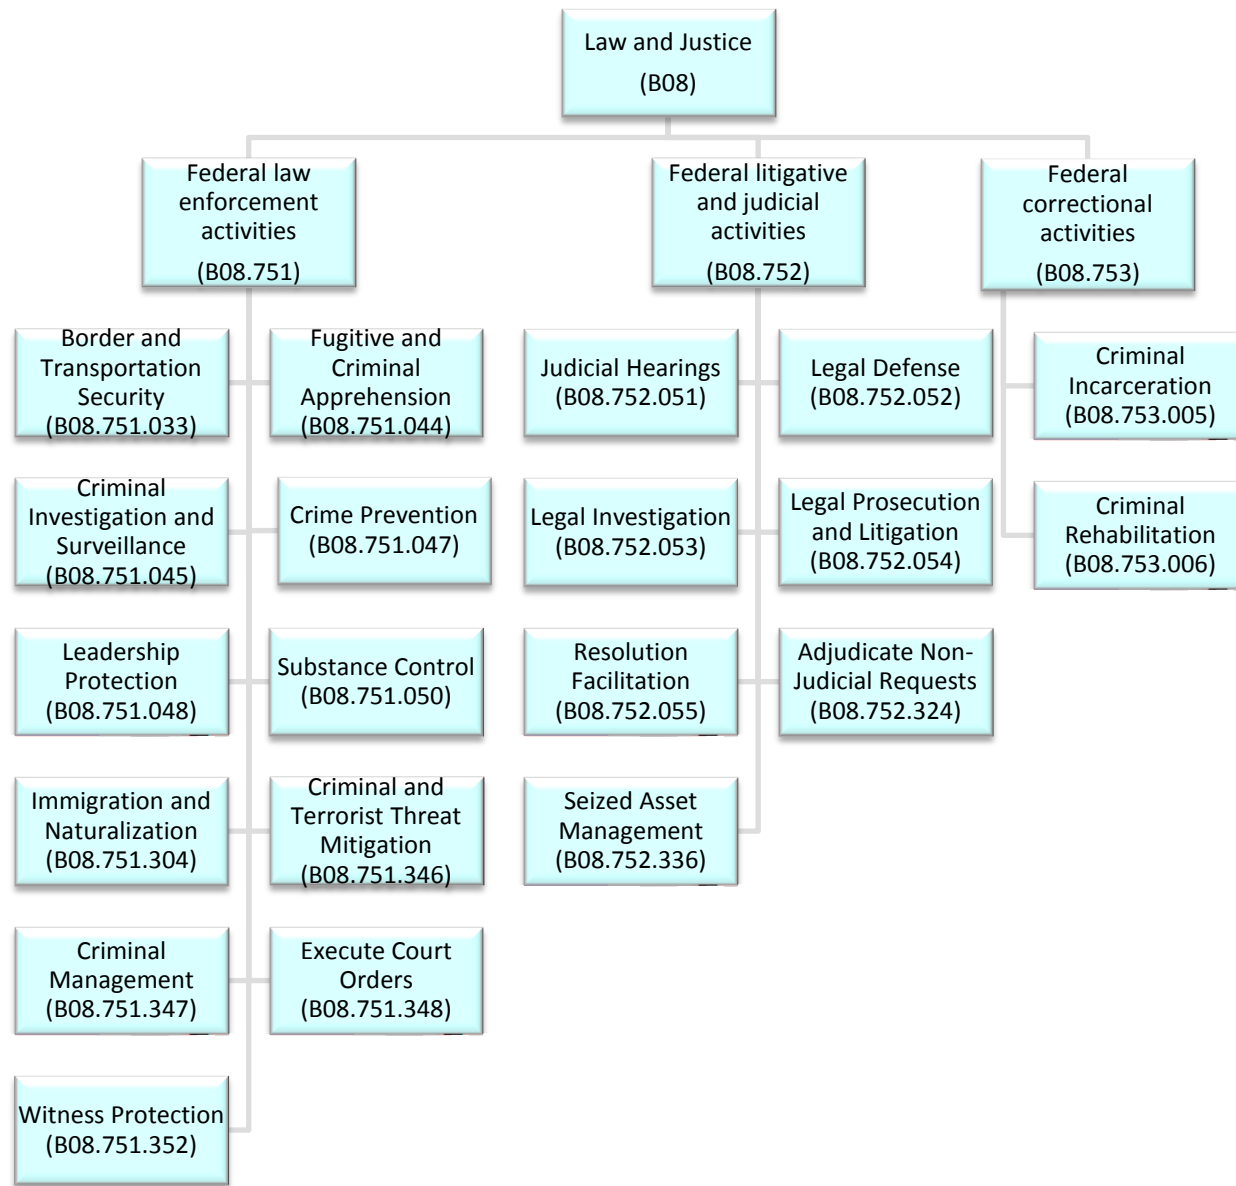 Law and Justice
(B08)
Federal law
enforcement
activities
(B08.751)
Federal litigative
and judicial
activities
(B08.752)
Federal
correctional
activities
(B08.753)
Border and
Transportation
Security
(B08.751.033)
Fugitive and
Criminal
Apprehension
(B08.751.044)
Judicial Hearings
(B08.752.051)
Legal Defense
(B08.752.052)
Criminal
Incarceration
(B08.753.005)
Criminal
Investigation and
Surveillance
(B08.751.045)
Crime Prevention
(B08.751.047)
Legal Investigation
(B08.752.053)
Legal Prosecution
and Litigation
(B08.752.054)
Criminal
Rehabilitation
(B08.753.006)
Leadership
Protection
(B08.751.048)
Substance Control
(B08.751.050)
Resolution
Facilitation
(B08.752.055)
Adjudicate Non-
Judicial Requests
(B08.752.324)
Immigration and
Naturalization
(B08.751.304)
Criminal and
Terrorist Threat
Mitigation
(B08.751.346)
Seized Asset
Management
(B08.752.336)
Criminal
Management
(B08.751.347)
Execute Court
Orders
(B08.751.348)
Witness Protection
(B08.751.352)